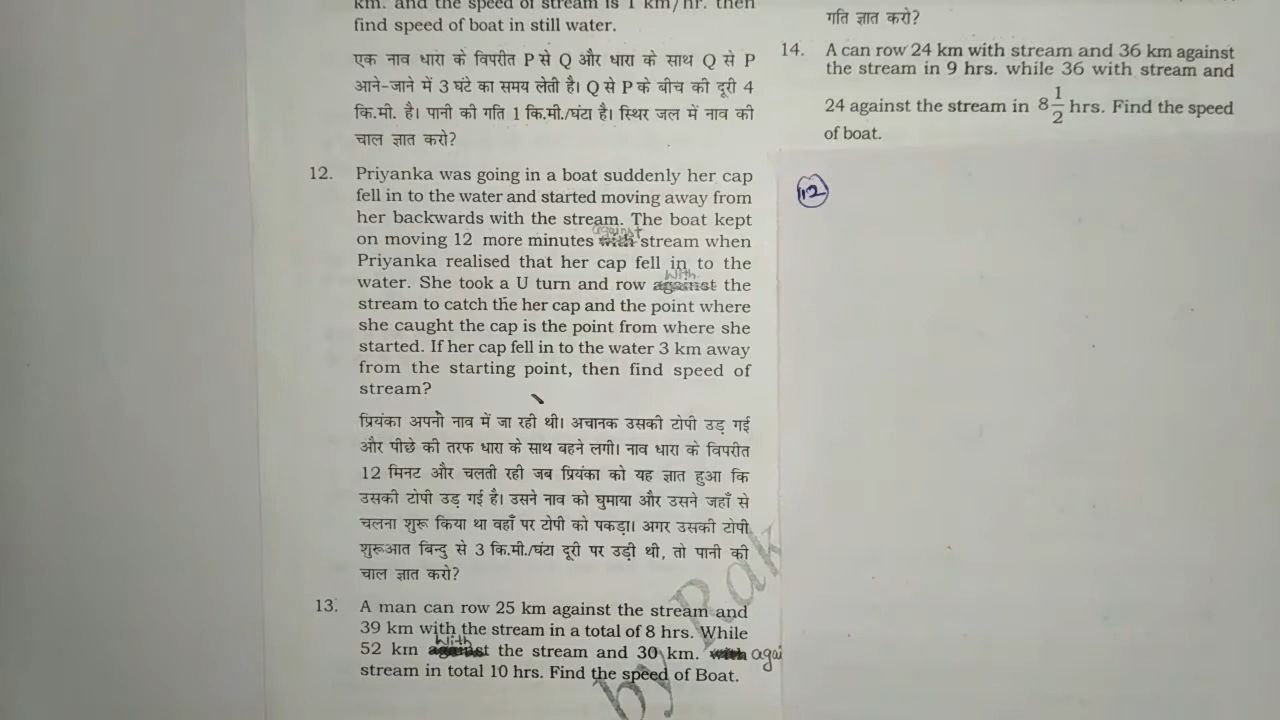 km. and the speed of stream is 1 km/hr. then
find speed of boat in still water.
एक नाव धारा के विपरीत P से Q और धारा के साथ Q से P
आने-जाने में 3 घंटे का समय लेती है। Q से P के बीच की दूरी 4
कि.मी. है। पानी की गति 1 कि.मी./घंटा है। स्थिर जल में नाव की
चाल ज्ञात करो?
12. Priyanka was going in a boat suddenly her cap
fell in to the water and started moving away from
her backwards with the stream. The boat kept
on moving 12 more minutes against stream when
Priyanka realised that her cap fell in to the
water. She took a U turn and row with the
stream to catch the her cap and the point where
she caught the cap is the point from where she
started. If her cap fell in to the water 3 km away
from the starting point, then find speed of
stream?
प्रियंका अपनी नाव में जा रही थी। अचानक उसकी टोपी उड़ गई
और पीछे की तरफ धारा के साथ बहने लगी। नाव धारा के विपरीत
12 मिनट और चलती रही जब प्रियंका को यह ज्ञात हुआ कि
उसकी टोपी उड़ गई है। उसने नाव को घुमाया और उसने जहाँ से
चलना शुरू किया था वहाँ पर टोपी को पकड़ा। अगर उसकी टोपी
शुरूआत बिन्दु से 3 कि.मी./घंटा दूरी पर उड़ी थी, तो पानी की
चाल ज्ञात करो?
13. A man can row 25 km against the stream and
39 km with the stream in a total of 8 hrs. While
52 km with the stream and 30 km. agai
stream in total 10 hrs. Find the speed of Boat.
by Rak
गति ज्ञात करो?
14. A can row 24 km with stream and 36 km against
the stream in 9 hrs. while 36 with stream and
24 against the stream in 8 1/2 hrs. Find the speed
of boat.
12